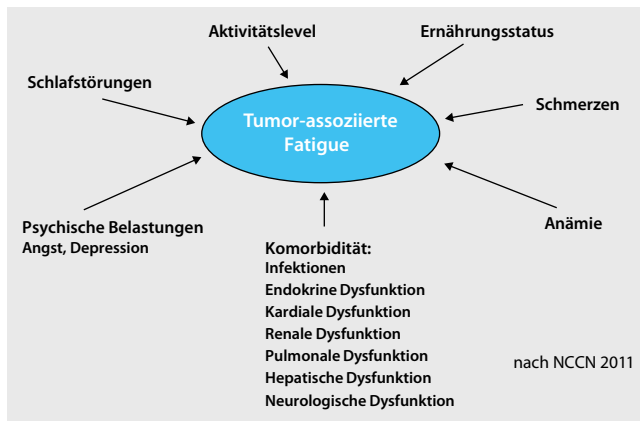 Aktivitätslevel
Ernährungsstatus
Schlafstörungen
Schmerzen
Tumor-assoziierte
Fatigue
Psychische Belastungen
Angst, Depression
Anämie
Komorbidität:
Infektionen
Endokrine Dysfunktion
Kardiale Dysfunktion
Renale Dysfunktion
Pulmonale Dysfunktion
Hepatische Dysfunktion
Neurologische Dysfunktion
nach NCCN 2011